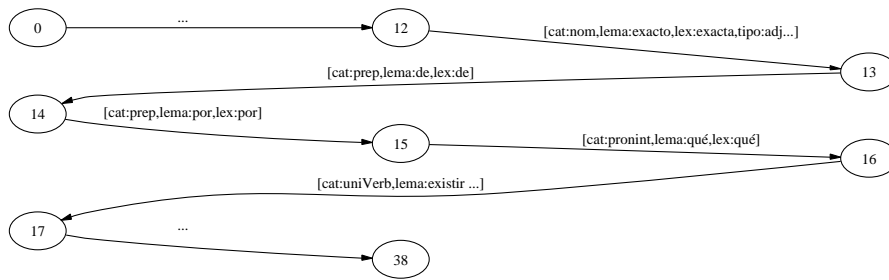 0
...
12
[cat:nom,lema:exacto,lex:exacta,tipo:adj...]
13
[cat:prep,lema:de,lex:de]
14
[cat:prep,lema:por,lex:por]
15
[cat:pronint,lema:qué,lex:qué]
16
[cat:uniVerb,lema:existir ...]
17
...
38